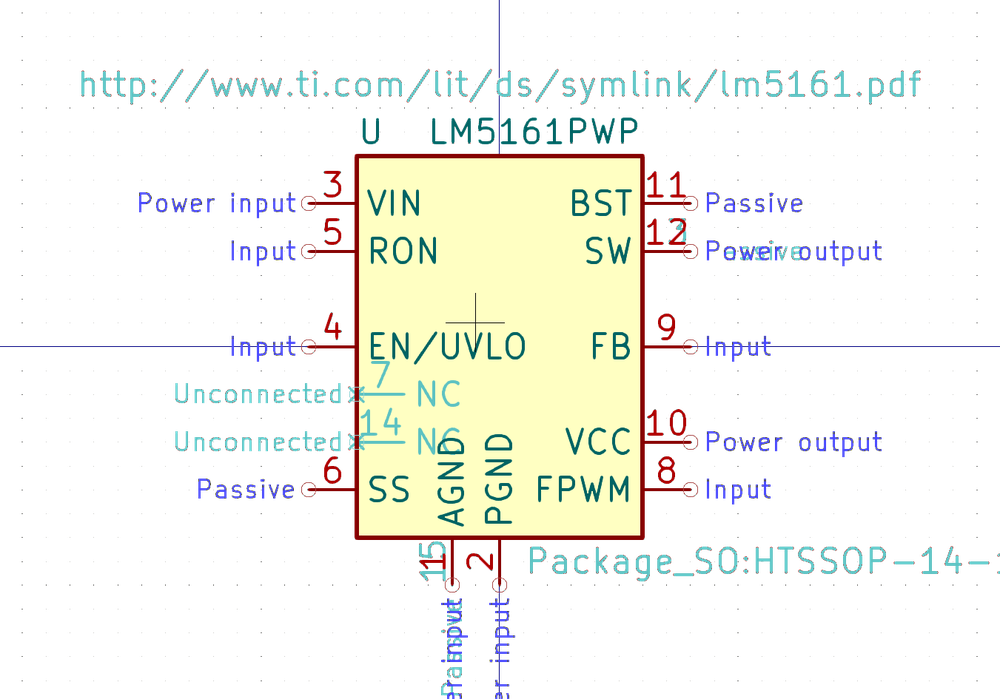 http://www.ti.com/lit/ds/symlink/lm5161.pdf
U LM5161PWP
Power input 3 VIN BST 11 Passive
Input 5 RON SW 12 Power output
Input 4 EN/UVLO FB 9 Input
Unconnected 7 NC
Unconnected 14 NC VCC 10 Power output
Passive 6 SS FPWM 8 Input
AGND PGND
15 1 2 Package_SO:HTSSOP-14-1
Passive input input